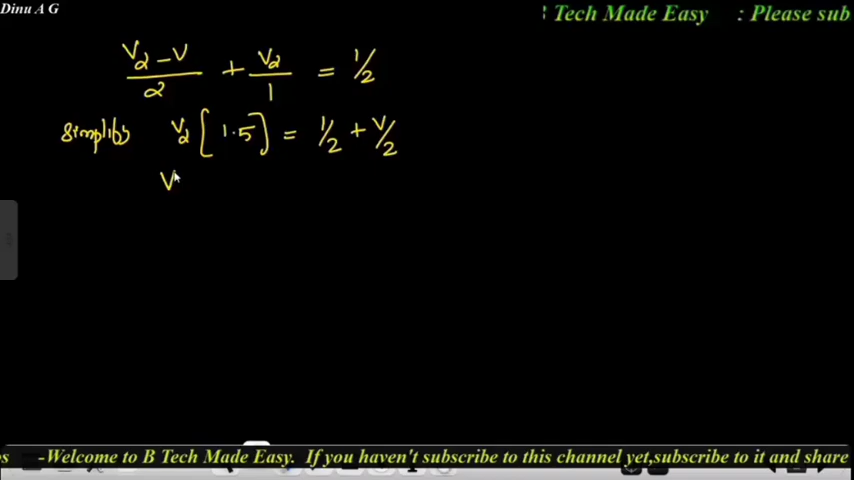 Dinu A G
: Tech Made Easy : Please sub
V2 - V / 2 + V2 / 1 = 1/2
Simplify V2 [ 1.5 ] = 1/2 + V/2
V
-Welcome to B Tech Made Easy. If you haven't subscribe to this channel yet,subscribe to it and share